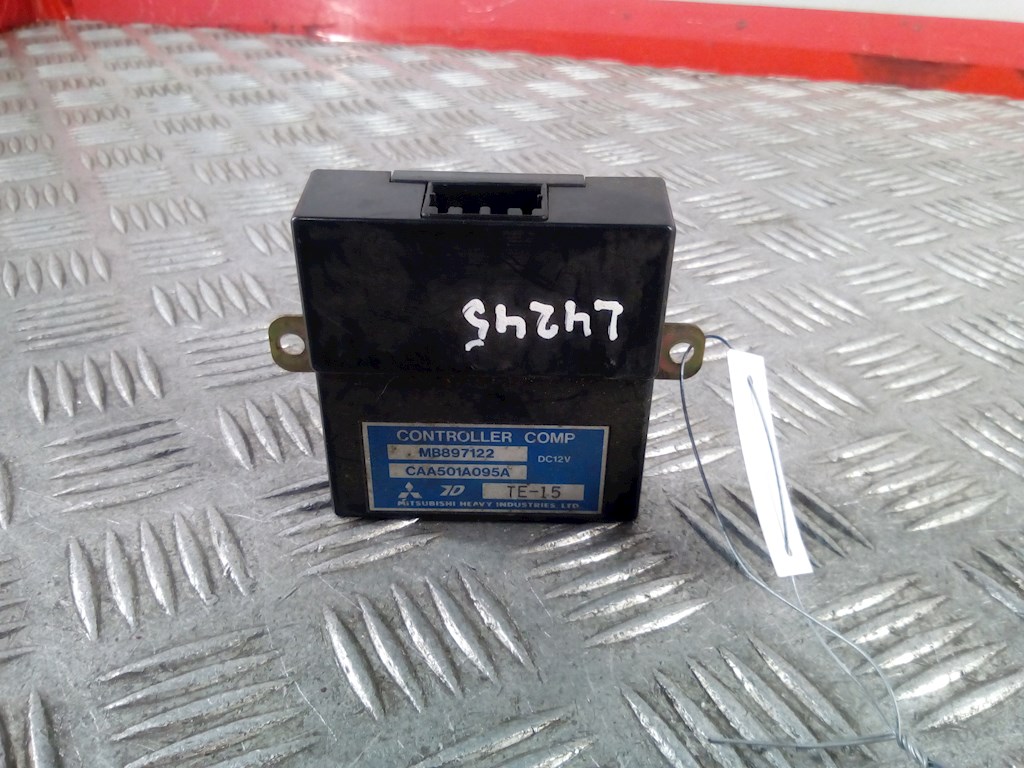 L4245
CONTROLLER COMP
MB897122 DC12V
CAA501A095A
TE-15
MITSUBISHI HEAVY INDUSTRIES, LTD.